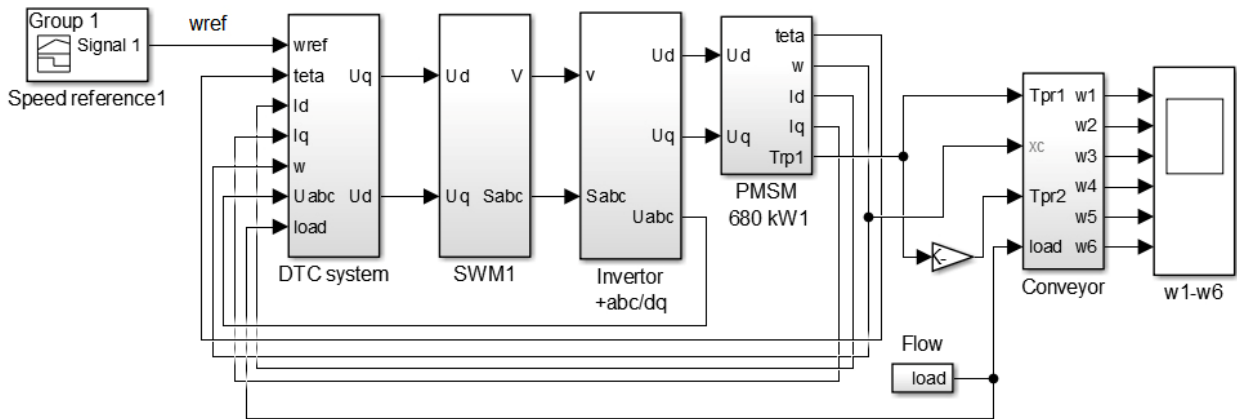 Group 1
Signal 1
Speed reference1
wref
wref
teta
Id
Iq
w
Uabc
load
Uq
Ud
DTC system
Ud
Uq
V
Sabc
SWM1
v
Sabc
Ud
Uq
Uabc
Invertor
+abc/dq
Ud
Uq
teta
w
Id
Iq
Trp1
PMSM
680 kW1
<-
Flow
load
Tpr1
xc
Tpr2
load
w1
w2
w3
w4
w5
w6
Conveyor
w1-w6